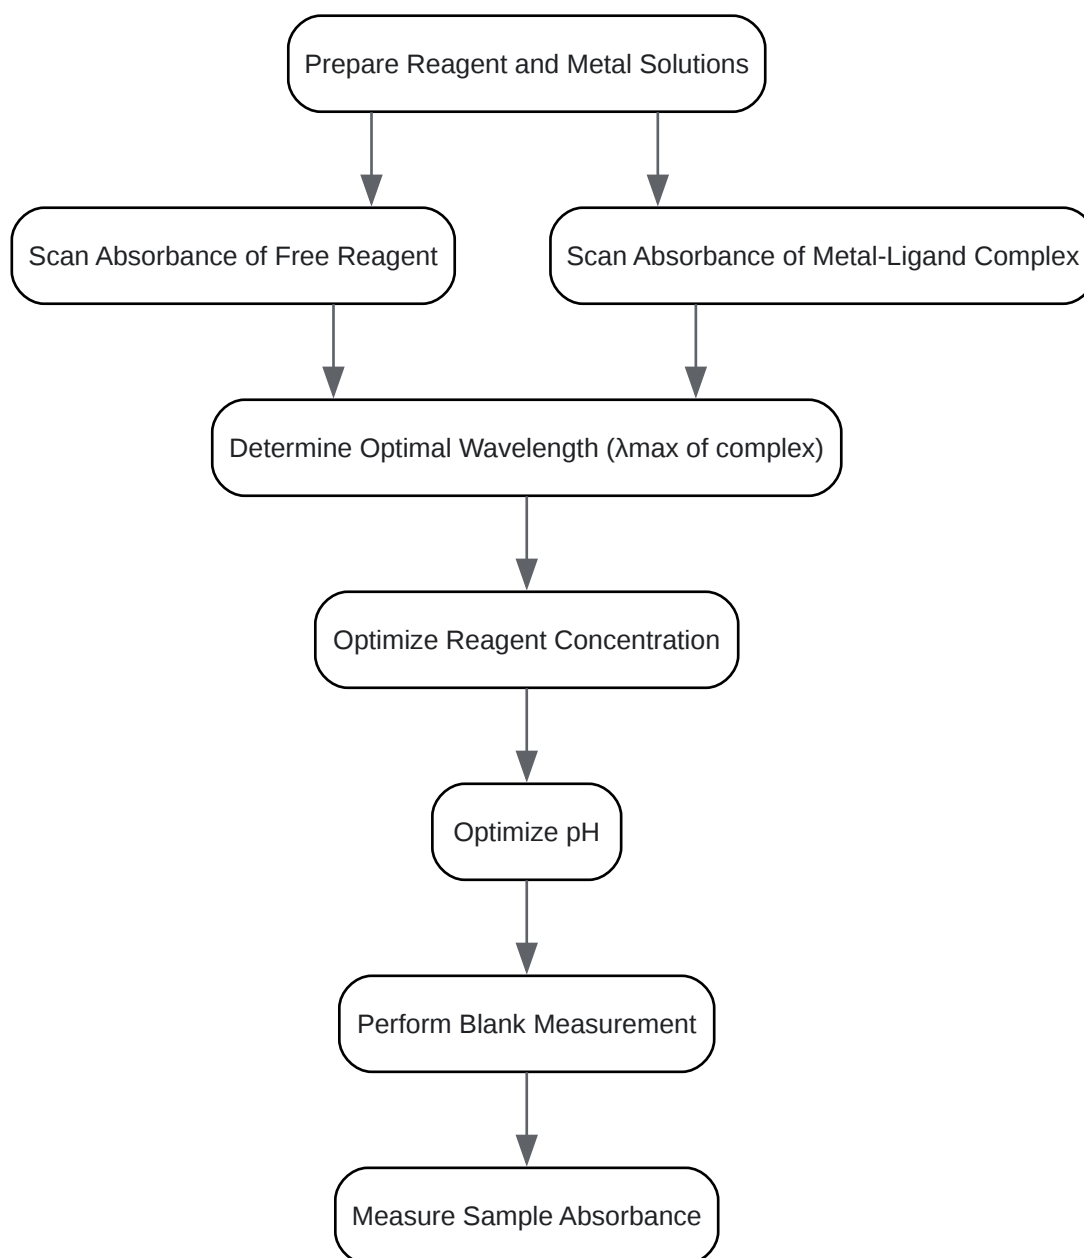 Prepare Reagent and Metal Solutions
Scan Absorbance of Free Reagent
Scan Absorbance of Metal-Ligand Complex
Determine Optimal Wavelength (λmax of complex)
Optimize Reagent Concentration
Optimize pH
Perform Blank Measurement
Measure Sample Absorbance